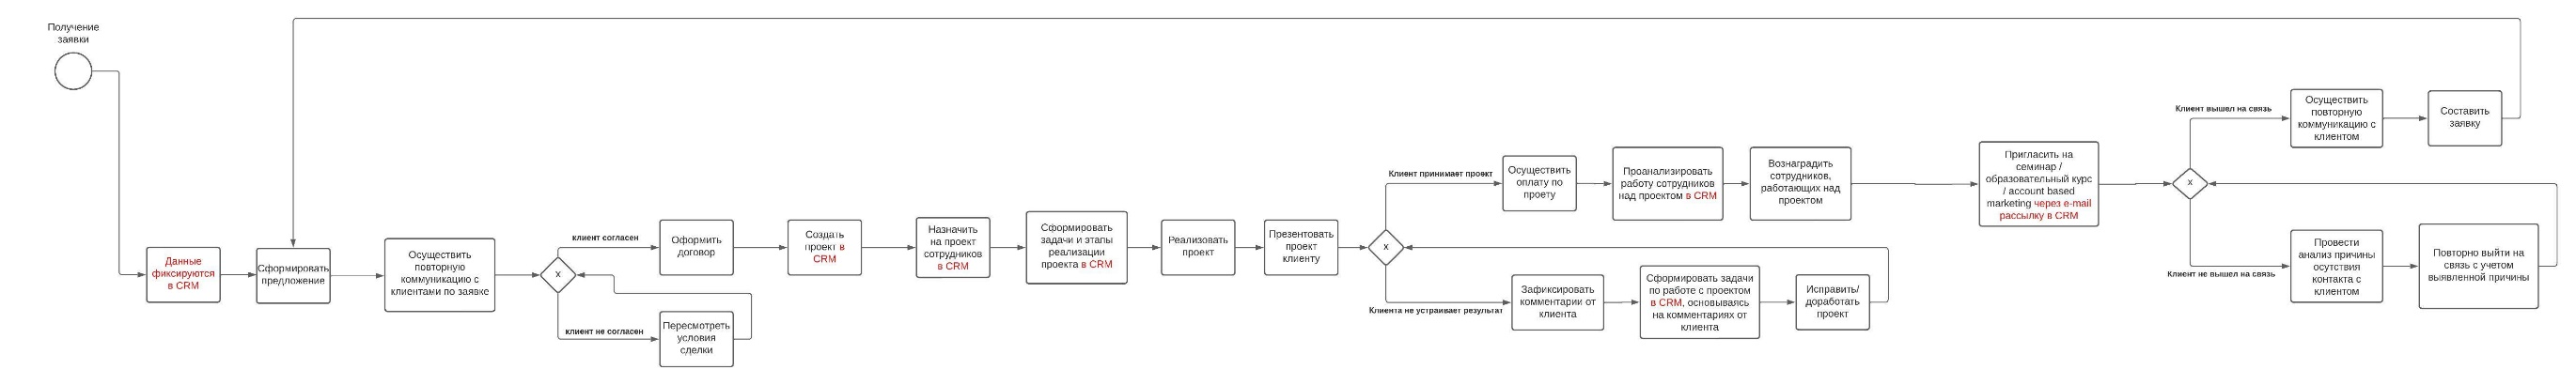 Получение
заявки
Данные
фиксируются
в CRM
Сформировать
предложение
Осуществить
повторную
коммуникацию с
клиентами по заявке
x
клиент согласен
Оформить
договор
клиент не согласен
Пересмотреть
условия
сделки
Создать
проект в
CRM
Назначить
на проект
сотрудников
в CRM
Сформировать
задачи и этапы
реализации
проекта в CRM
Реализовать
проект
Презентовать
проект
клиенту
x
Клиент принимает проект
Осуществить
оплату по
проету
Проанализировать
работу сотрудников
над проектом в CRM
Вознаградить
сотрудников,
работающих над
проектом
Клиента не устраивает результат
Зафиксировать
комментарии от
клиента
Сформировать задачи
по работе с проектом
в CRM, основываясь
на комментариях от
клиента
Исправить/
доработать
проект
Пригласить на
семинар /
образовательный курс
/ account based
marketing через e-mail
рассылку в CRM
x
Клиент вышел на связь
Осуществить
повторную
коммуникацию с
клиентом
Составить
заявку
Клиент не вышел на связь
Провести
анализ причины
осутствия
контакта с
клиентом
Повторно выйти на
связь с учетом
выявленной причины